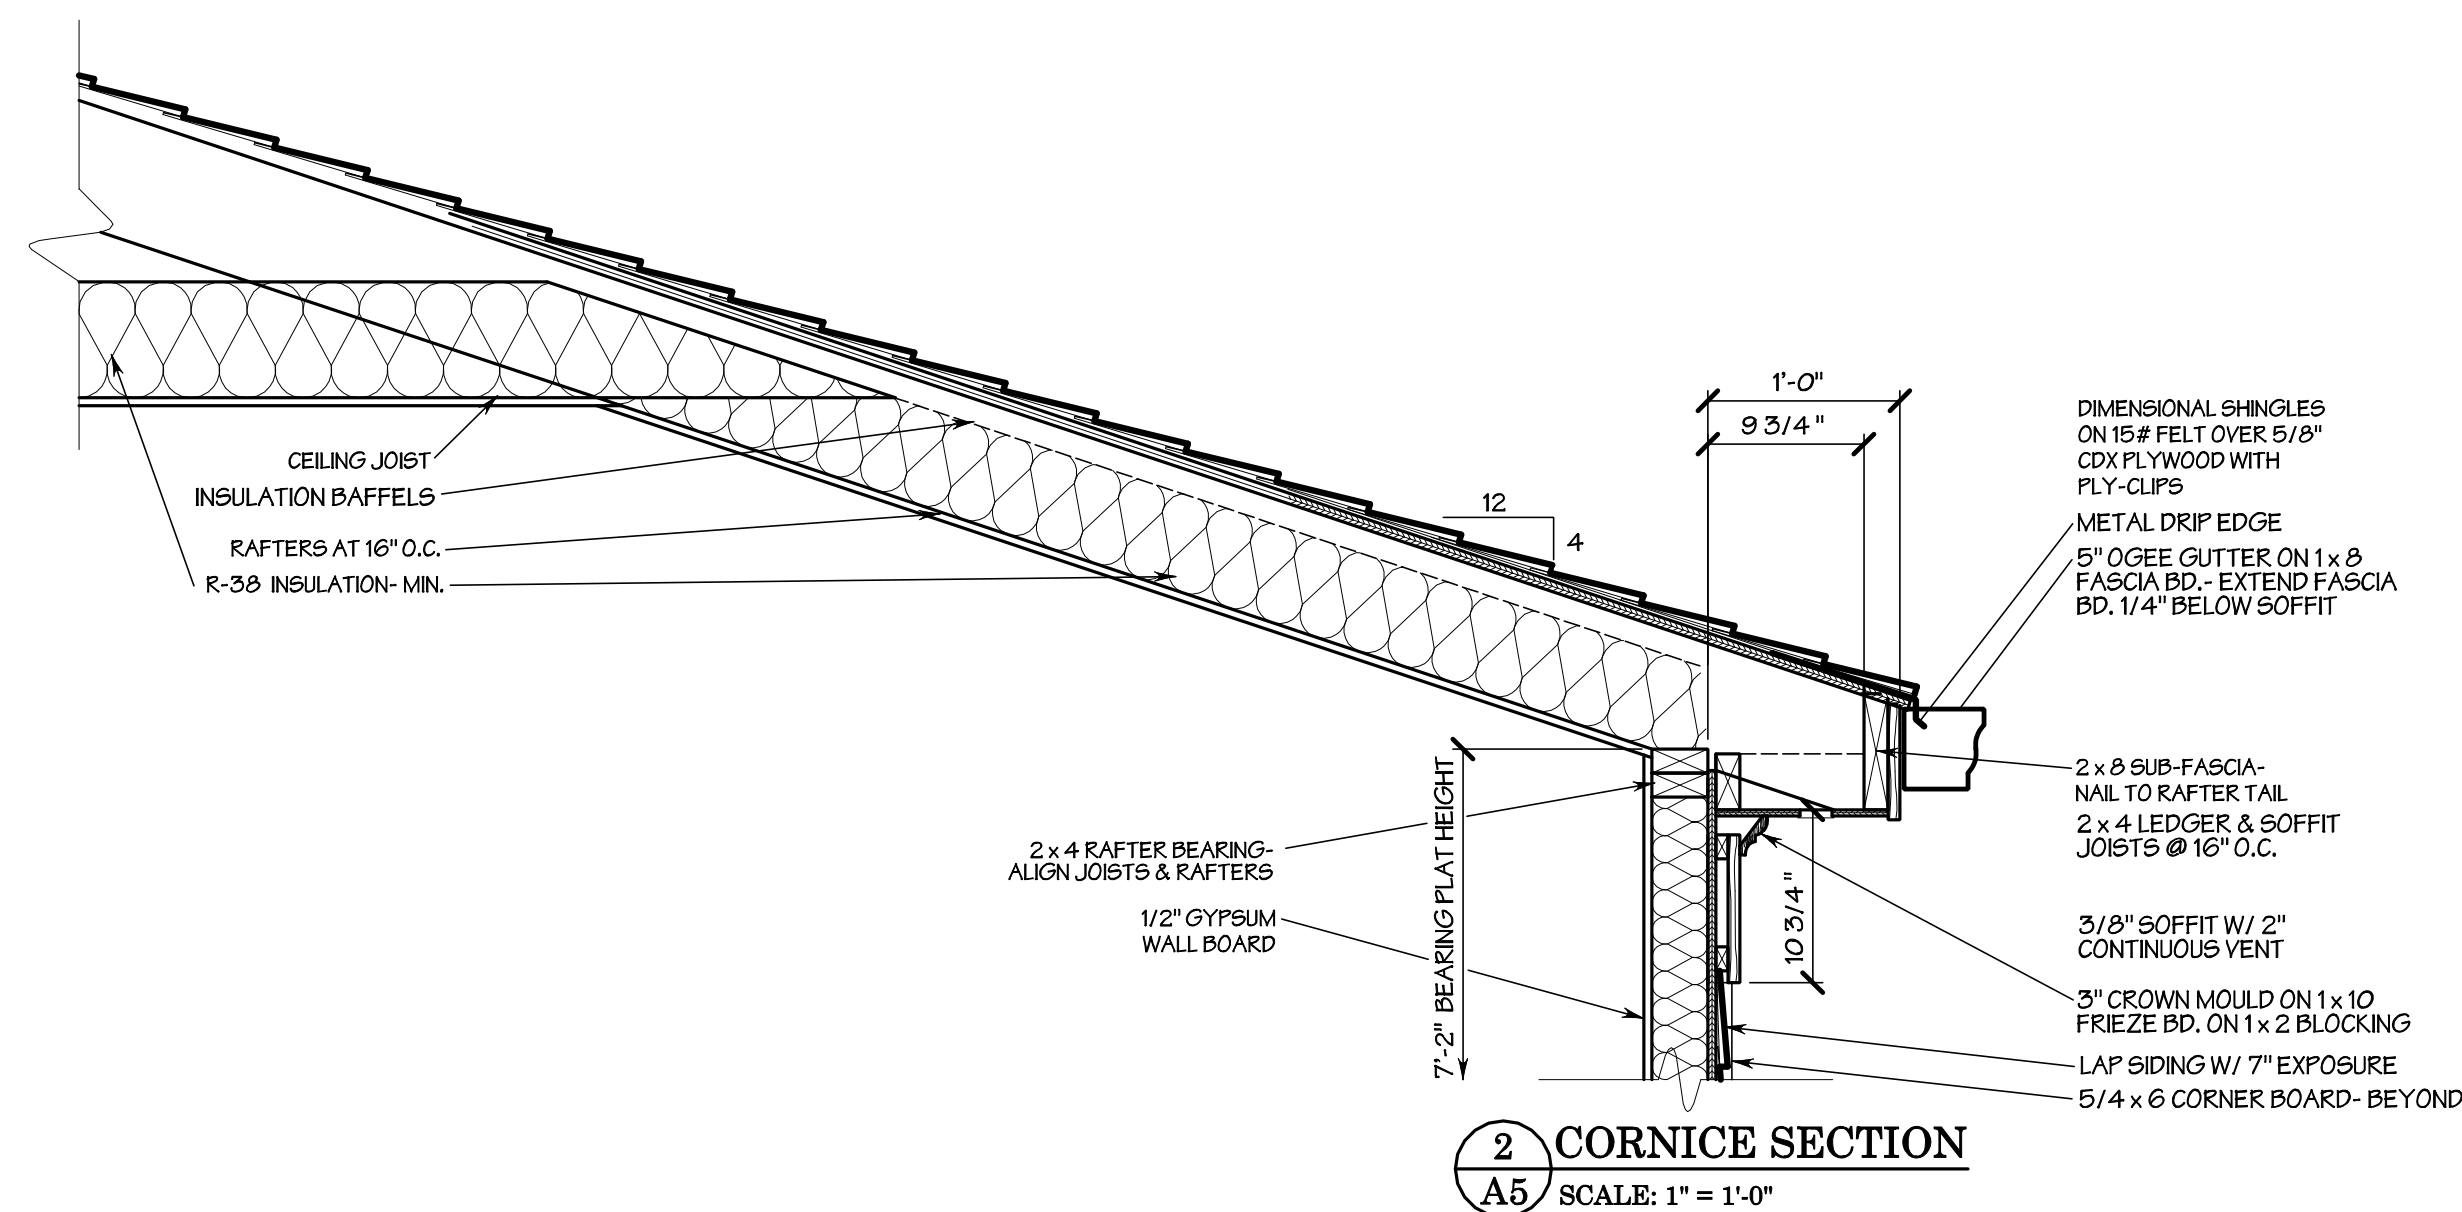 CEILING JOIST
INSULATION BAFFELS
RAFTERS AT 16" O.C.
R-38 INSULATION- MIN.
12
4
1'-0"
9 3/4"
DIMENSIONAL SHINGLES
ON 15# FELT OVER 5/8"
CDX PLYWOOD WITH
PLY-CLIPS
METAL DRIP EDGE
5" OGEE GUTTER ON 1 x 8
FASCIA BD.- EXTEND FASCIA
BD. 1/4" BELOW SOFFIT
2 x 8 SUB-FASCIA-
NAIL TO RAFTER TAIL
2 x 4 LEDGER & SOFFIT
JOISTS @ 16" O.C.
3/8" SOFFIT W/ 2"
CONTINUOUS VENT
3" CROWN MOULD ON 1 x 10
FRIEZE BD. ON 1 x 2 BLOCKING
LAP SIDING W/ 7" EXPOSURE
5/4 x 6 CORNER BOARD- BEYOND
2 x 4 RAFTER BEARING-
ALIGN JOISTS & RAFTERS
1/2" GYPSUM
WALL BOARD
7'-2" BEARING PLAT HEIGHT
10 3/4"
2
A5
CORNICE SECTION
SCALE: 1" = 1'-0"